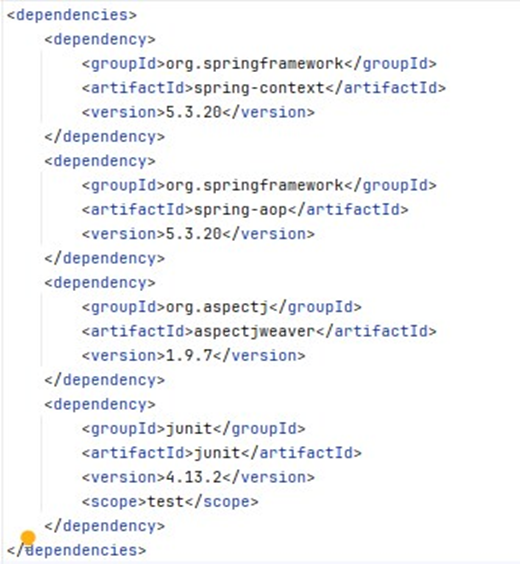 <dependencies>
    <dependency>
        <groupId>org.springframework</groupId>
        <artifactId>spring-context</artifactId>
        <version>5.3.20</version>
    </dependency>
    <dependency>
        <groupId>org.springframework</groupId>
        <artifactId>spring-aop</artifactId>
        <version>5.3.20</version>
    </dependency>
    <dependency>
        <groupId>org.aspectj</groupId>
        <artifactId>aspectjweaver</artifactId>
        <version>1.9.7</version>
    </dependency>
    <dependency>
        <groupId>junit</groupId>
        <artifactId>junit</artifactId>
        <version>4.13.2</version>
        <scope>test</scope>
    </dependency>
</dependencies>